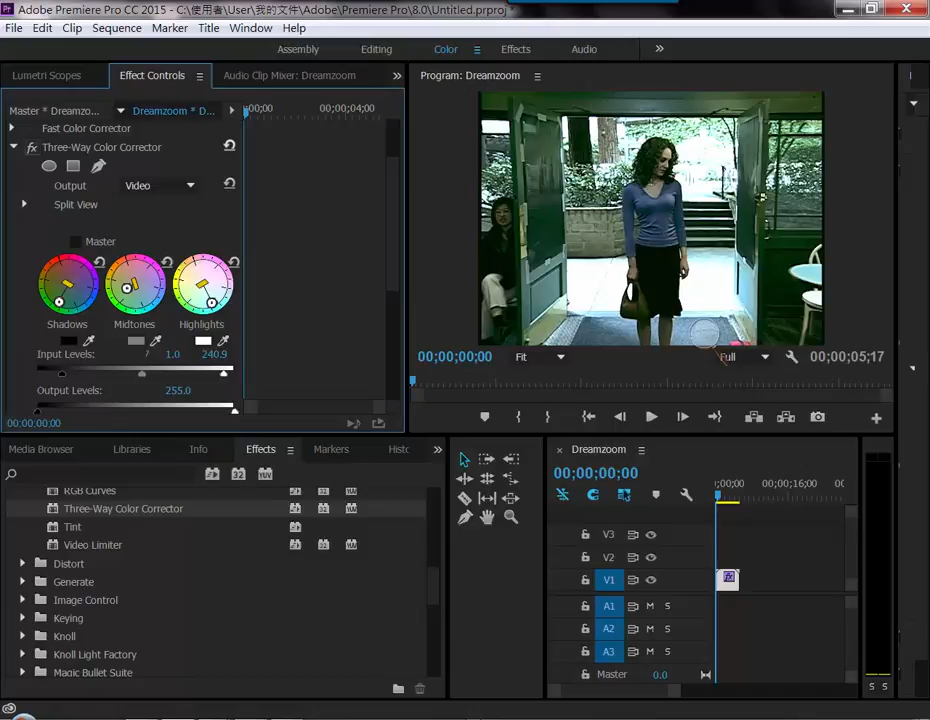 Adobe Premiere Pro CC 2015 - C:\使用者\User\我的文件\Adobe\Premiere Pro\8.0\Untitled.prproj *
File Edit Clip Sequence Marker Title Window Help
Assembly Editing Color Effects Audio
Lumetri Scopes Effect Controls Audio Clip Mixer: Dreamzoom
Program: Dreamzoom
Master * Dreamzo... Dreamzoom * D...
;00;00 00;00;04;00
Fast Color Corrector
fx Three-Way Color Corrector
Output Video
Split View
Master
Shadows Midtones Highlights
Input Levels: 1.0 240.9
Output Levels: 255.0
00:00:00;00
00;00;00;00 Fit Full 00;00;05;17
Media Browser Libraries Info Effects Markers Histc
Dreamzoom
00;00;00;00
;00;00 00;00;16;00 00
32 YUV
RGB Curves
Three-Way Color Corrector
Tint
Video Limiter
Distort
Generate
Image Control
Keying
Knoll
Knoll Light Factory
Magic Bullet Suite
V3
V2
V1 fx
A1 M S
A2 M S
A3 M S
Master 0.0
S S